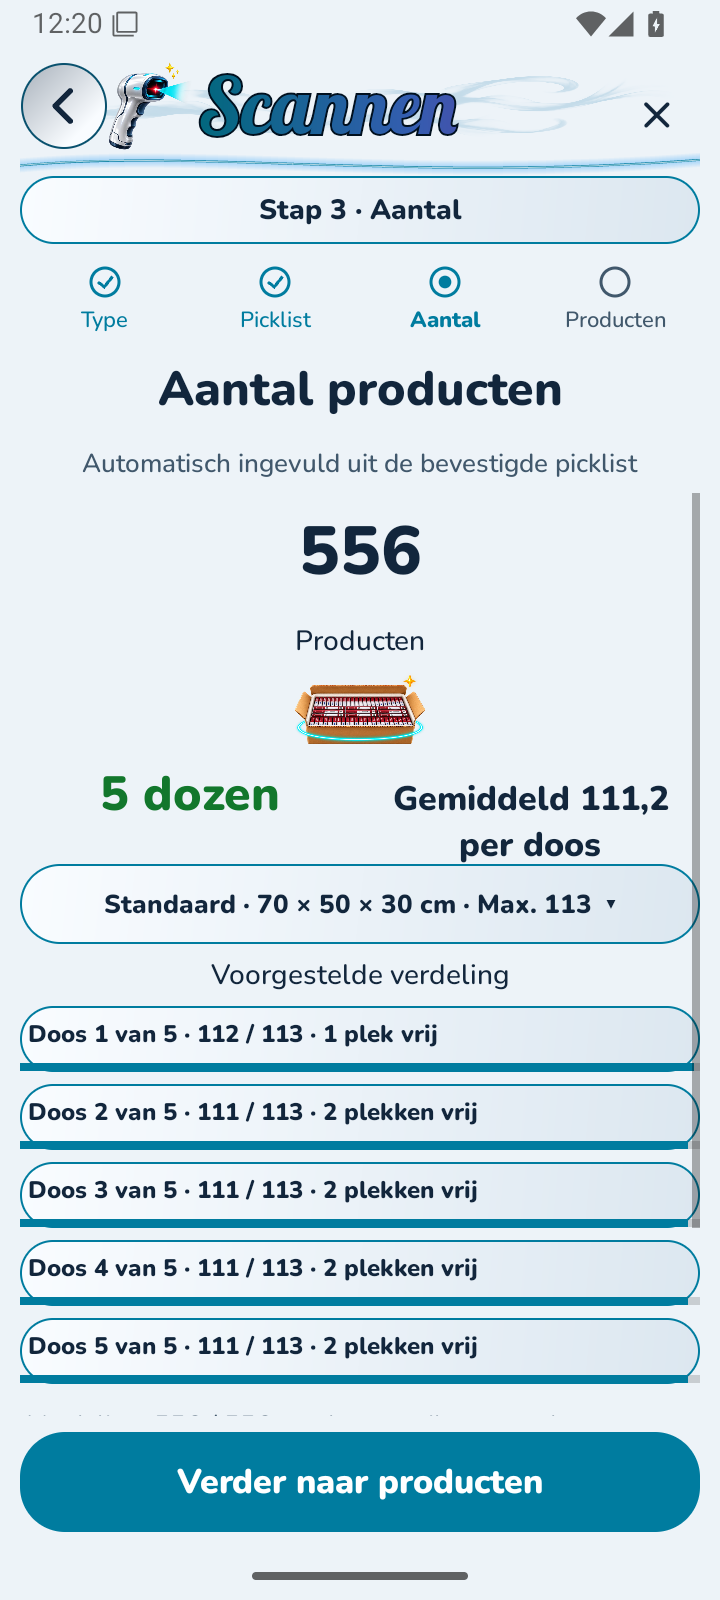 12:20
Scannen
Stap 3 · Aantal
Type
Picklist
Aantal
Producten
Aantal producten
Automatisch ingevuld uit de bevestigde picklist
556
Producten
5 dozen
Gemiddeld 111,2
per doos
Standaard · 70 × 50 × 30 cm · Max. 113 ▼
Voorgestelde verdeling
Doos 1 van 5 · 112 / 113 · 1 plek vrij
Doos 2 van 5 · 111 / 113 · 2 plekken vrij
Doos 3 van 5 · 111 / 113 · 2 plekken vrij
Doos 4 van 5 · 111 / 113 · 2 plekken vrij
Doos 5 van 5 · 111 / 113 · 2 plekken vrij
Verder naar producten